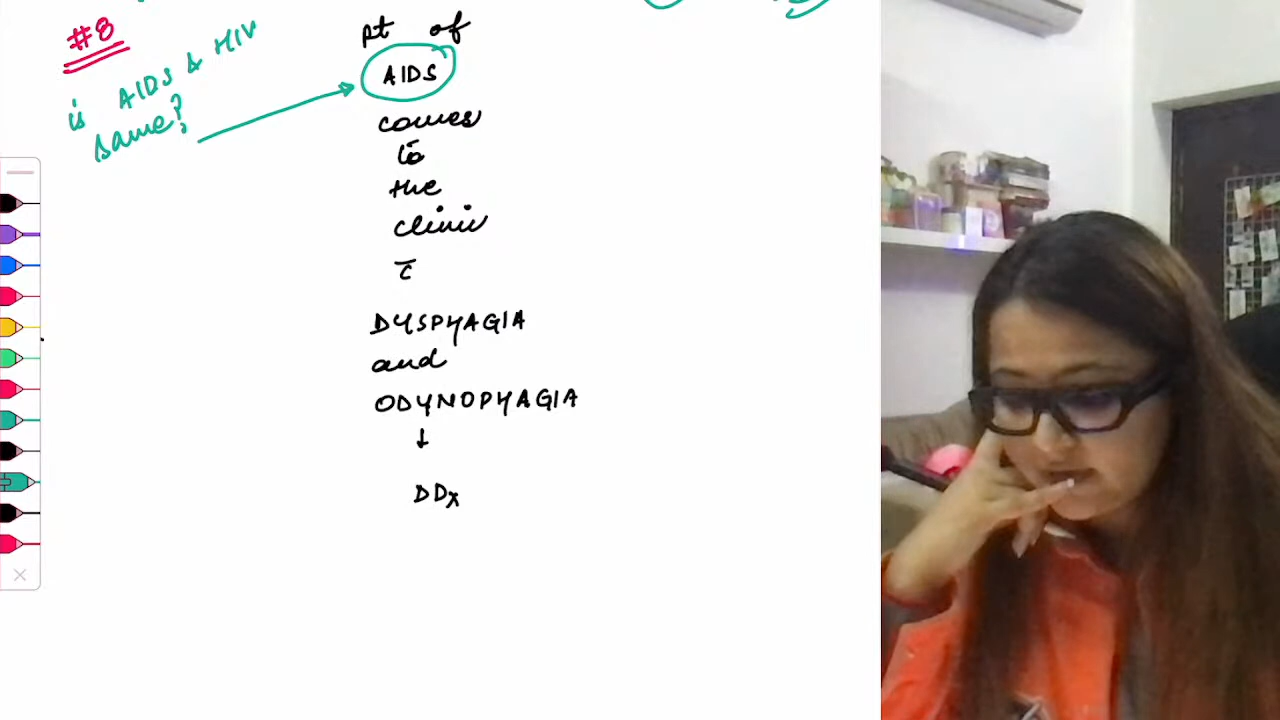 #8
is AIDS & HIV
same?
pt of
AIDS
comes
to
the
clinic
c̄
DYSPHAGIA
and
ODYNOPHAGIA
↓
DDx